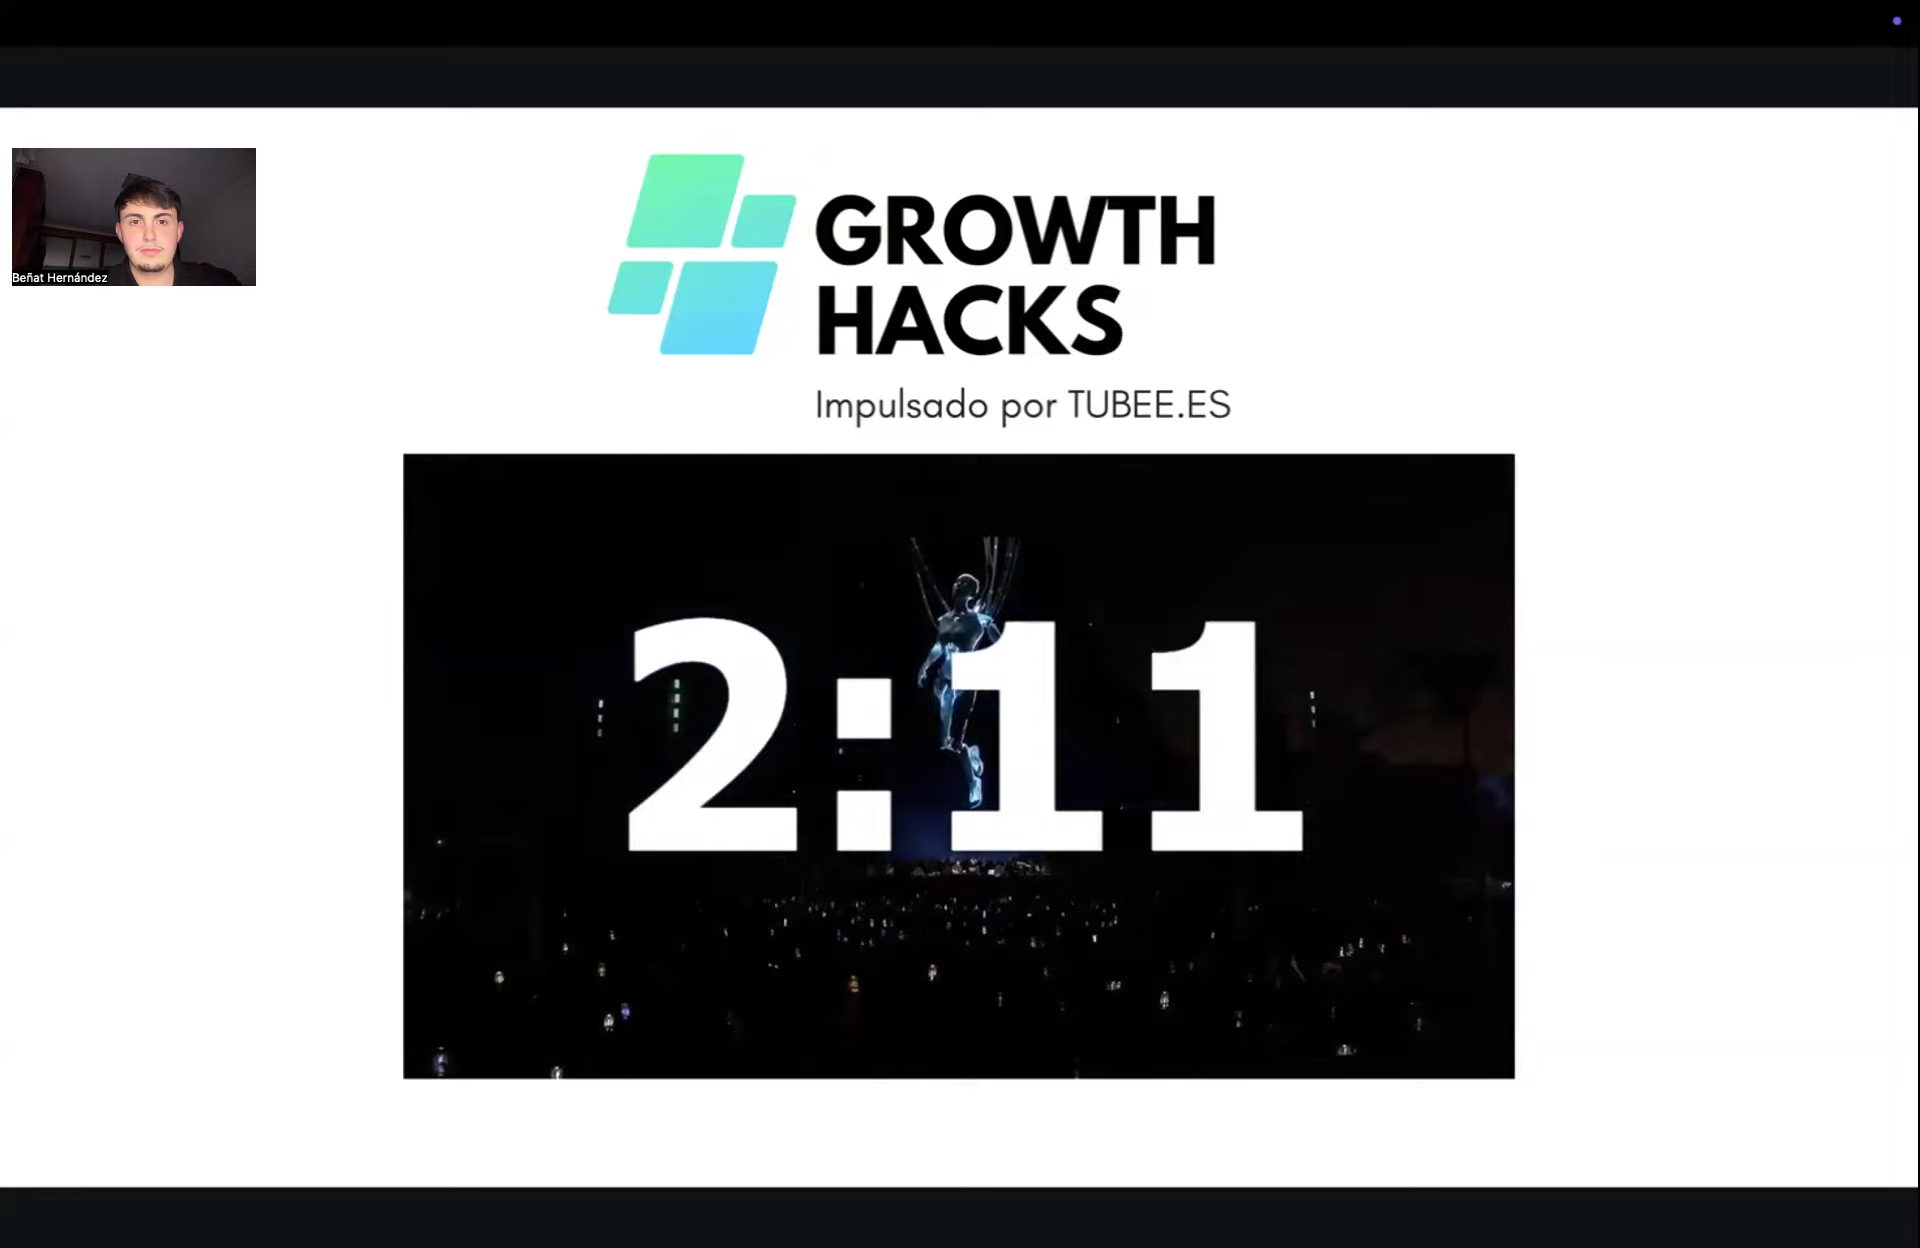 Beñat Hernández
GROWTH
HACKS
Impulsado por TUBEE.ES
2:11